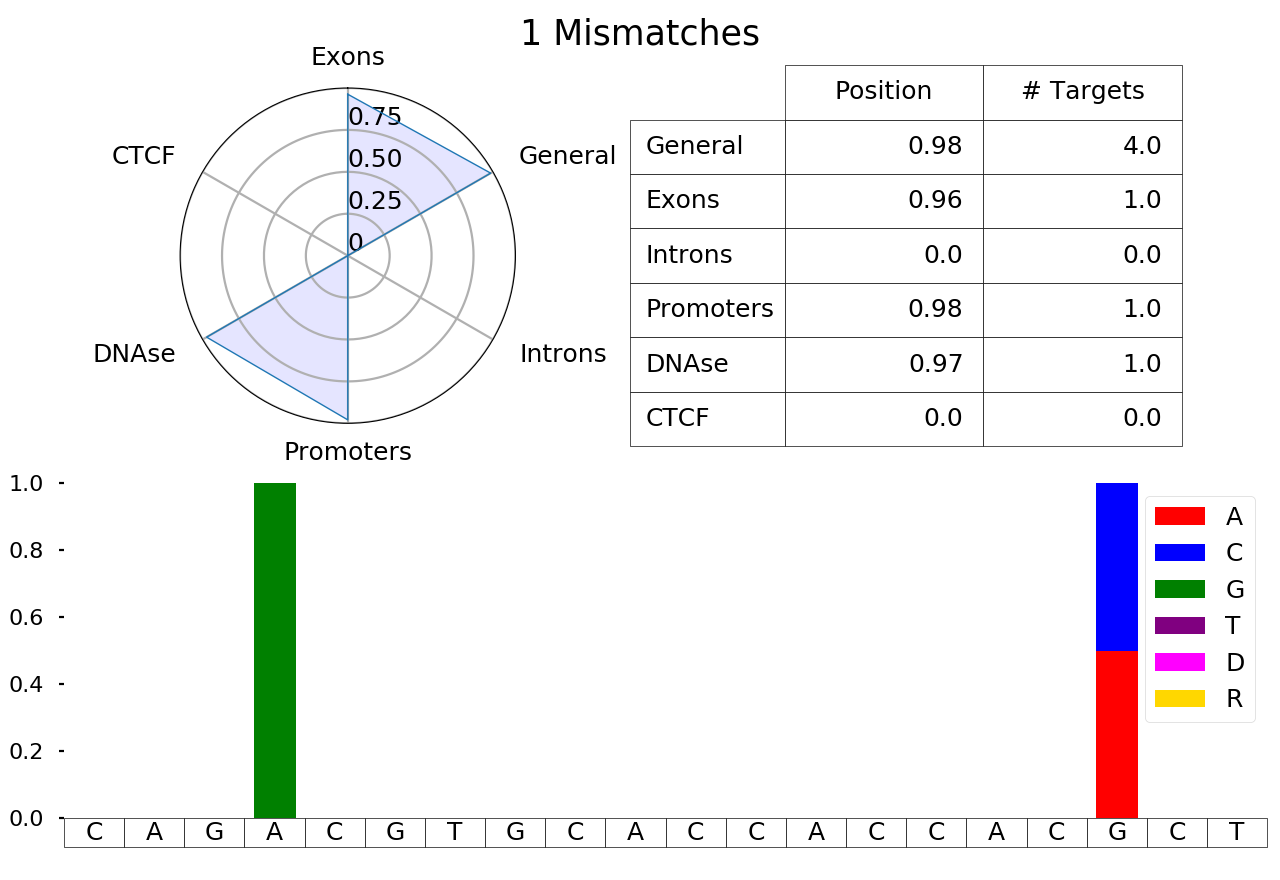 1 Mismatches
Exons
General
Introns
Promoters
DNAse
CTCF
0.75
0.50
0.25
0
Position # Targets
General 0.98 4.0
Exons 0.96 1.0
Introns 0.0 0.0
Promoters 0.98 1.0
DNAse 0.97 1.0
CTCF 0.0 0.0
1.0
0.8
0.6
0.4
0.2
0.0
A
C
G
T
D
R
C A G A C G T G C A C C A C C A C G C T